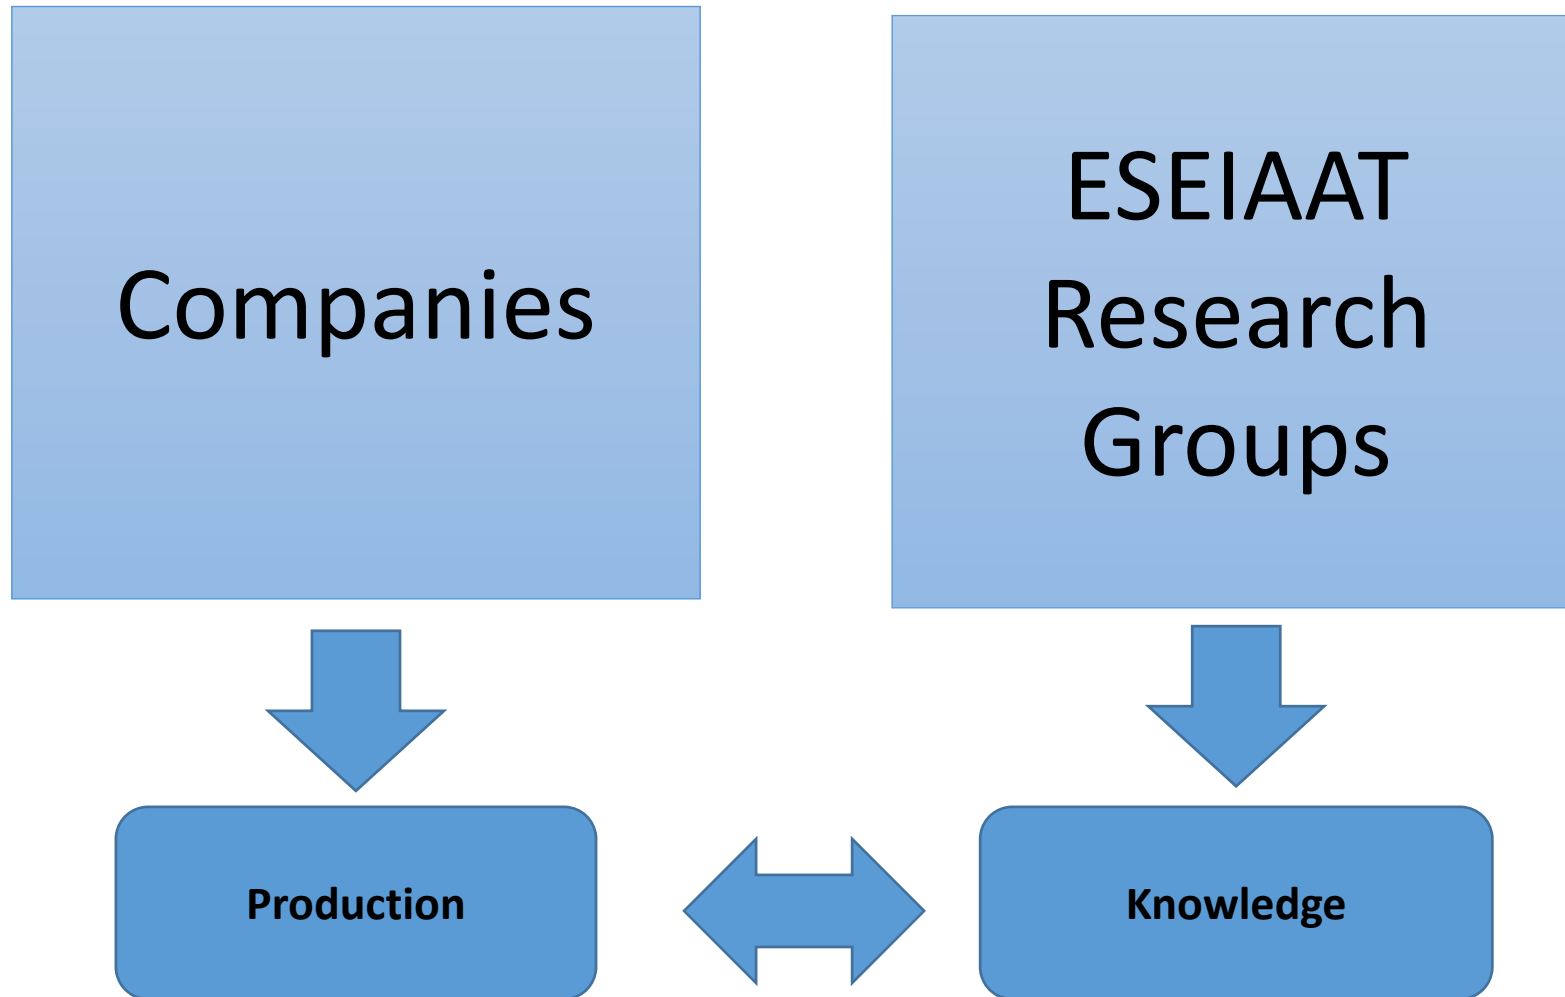 Companies
ESEIAAT
Research
Groups
Production
Knowledge